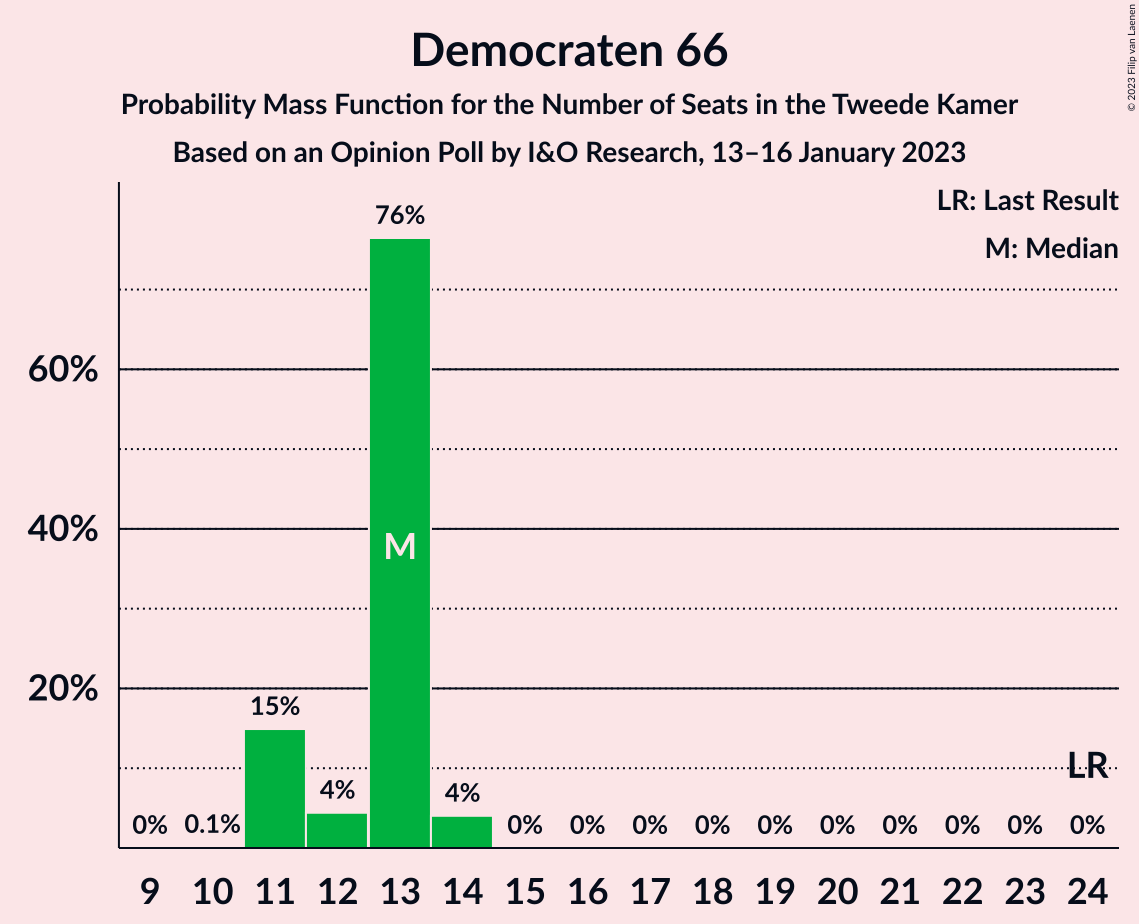 Democraten 66
Probability Mass Function for the Number of Seats in the Tweede Kamer
Based on an Opinion Poll by I&O Research, 13–16 January 2023
© 2023 Filip van Laenen
LR: Last Result
M: Median
76%
60%
40%
M
20%
15%
LR
4%
4%
0% 0.1% 0% 0% 0% 0% 0% 0% 0% 0% 0% 0%
9 10 11 12 13 14 15 16 17 18 19 20 21 22 23 24